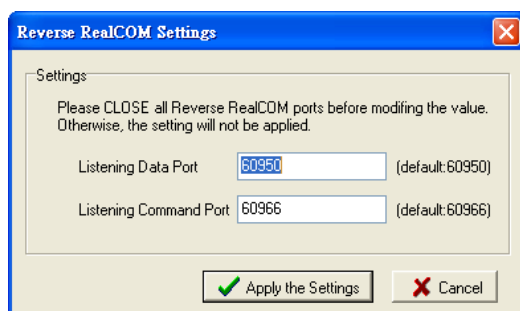 Reverse RealCOM Settings
Settings
Please CLOSE all Reverse RealCOM ports before modifing the value.
Otherwise, the setting will not be applied.
Listening Data Port 60950 (default:60950)
Listening Command Port 60966 (default:60966)
Apply the Settings Cancel